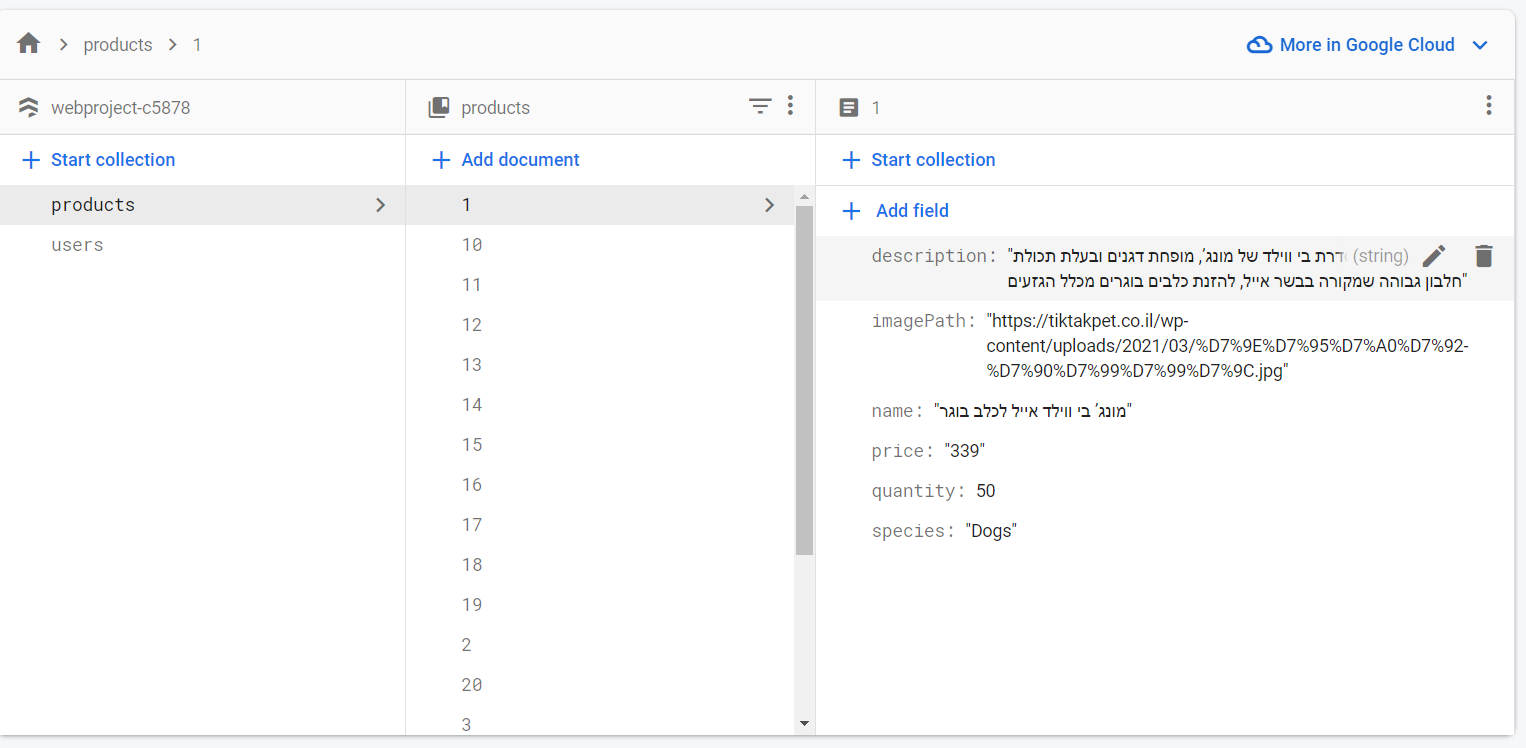 products 1
More in Google Cloud
webproject-c5878
products
1
Start collection
Add document
Start collection
products
users
1
10
11
12
13
14
15
16
17
18
19
2
20
3
Add field
description: "דרת בי ווילד של מונג', מופחת דגנים ובעלת תכולת (string)
חלבון גבוהה שמקורה בבשר אייל, להזנת כלבים בוגרים מכלל הגזעים"
imagePath: "https://tiktakpet.co.il/wp-
content/uploads/2021/03/%D7%9E%D7%95%D7%A0%D7%92-
%D7%90%D7%99%D7%99%D7%9C.jpg"
name: "מונג' בי ווילד אייל לכלב בוגר"
price: "339"
quantity: 50
species: "Dogs"